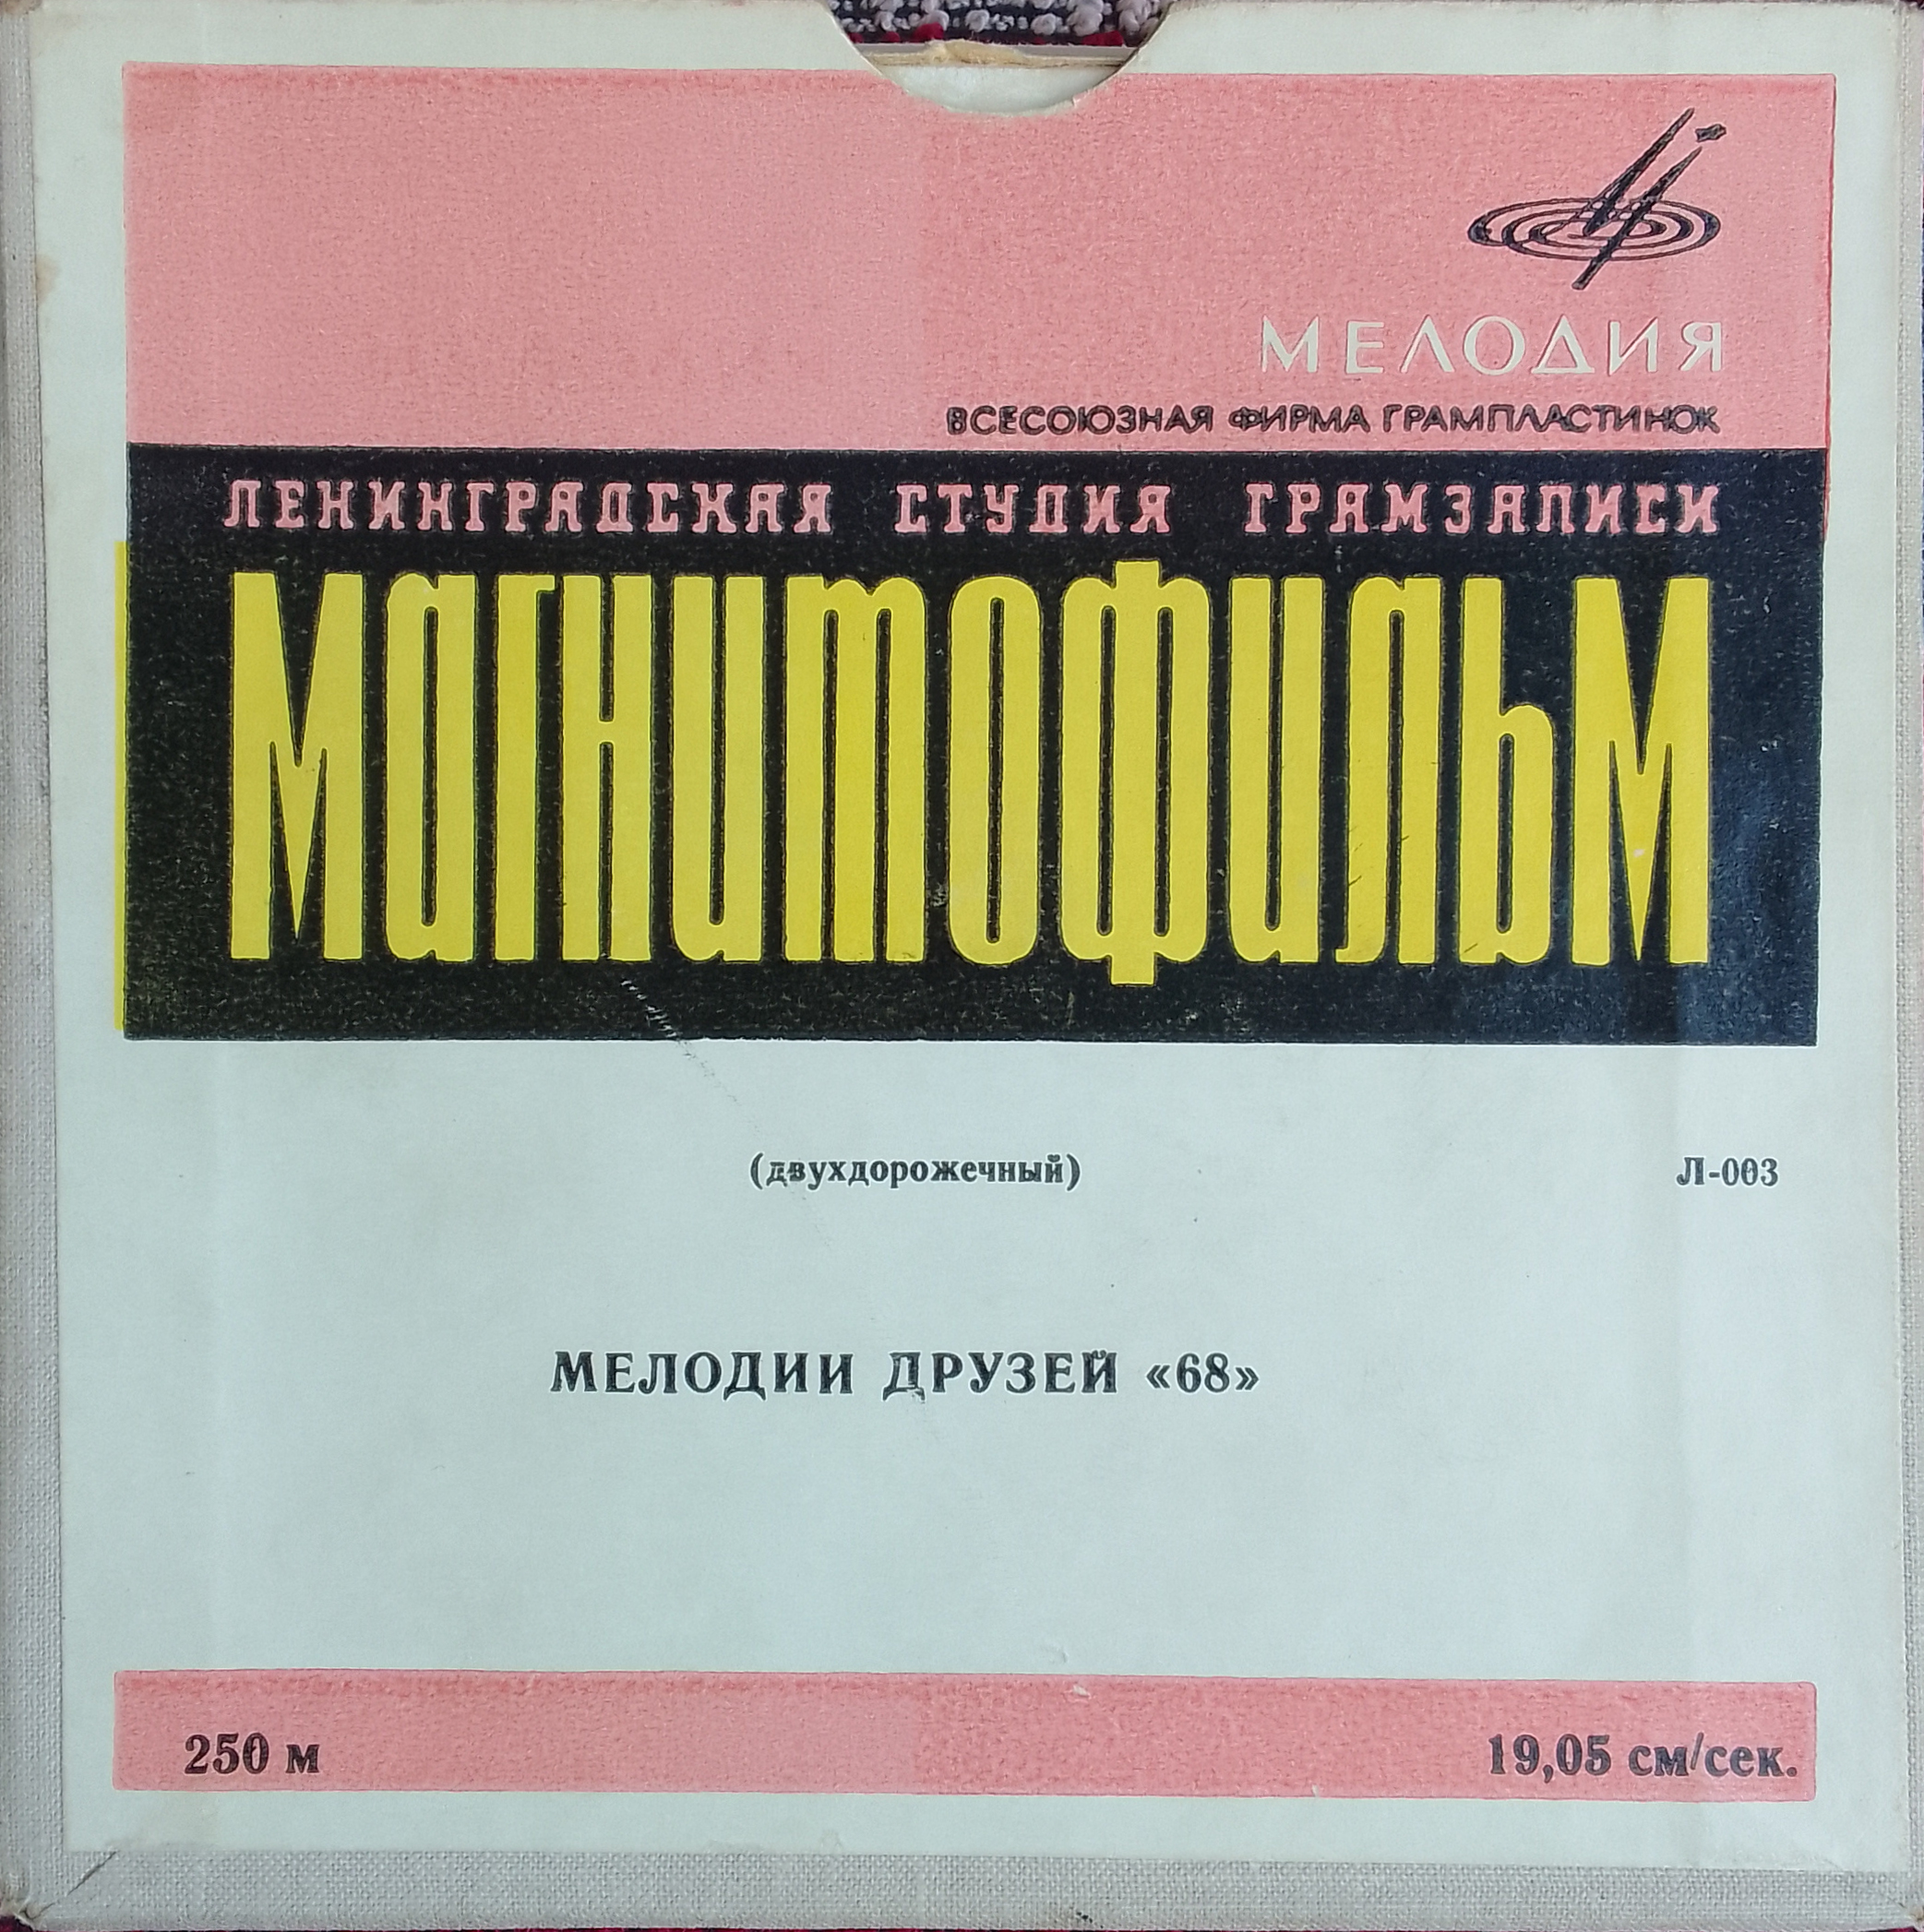 МЕЛОДИЯ
ВСЕСОЮЗНАЯ ФИРМА ГРАМПЛАСТИНОК
ЛЕНИНГРАДСКАЯ СТУДИЯ ГРАМЗАПИСИ
магнитофильм
(двухдорожечный) Л-003
МЕЛОДИИ ДРУЗЕЙ «68»
250 м 19,05 см/сек.